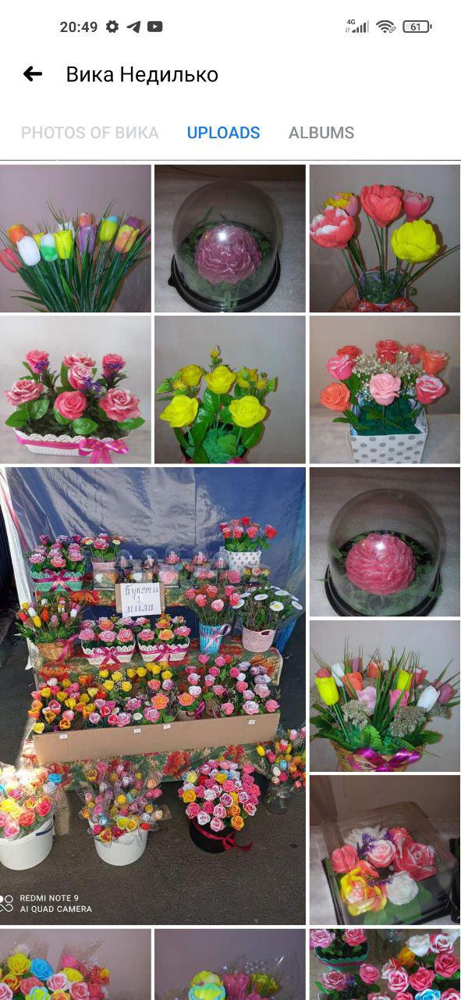 20:49
4G
61
Вика Недилько
PHOTOS OF ВИКА UPLOADS ALBUMS
Букети
з
мила
REDMI NOTE 9
AI QUAD CAMERA